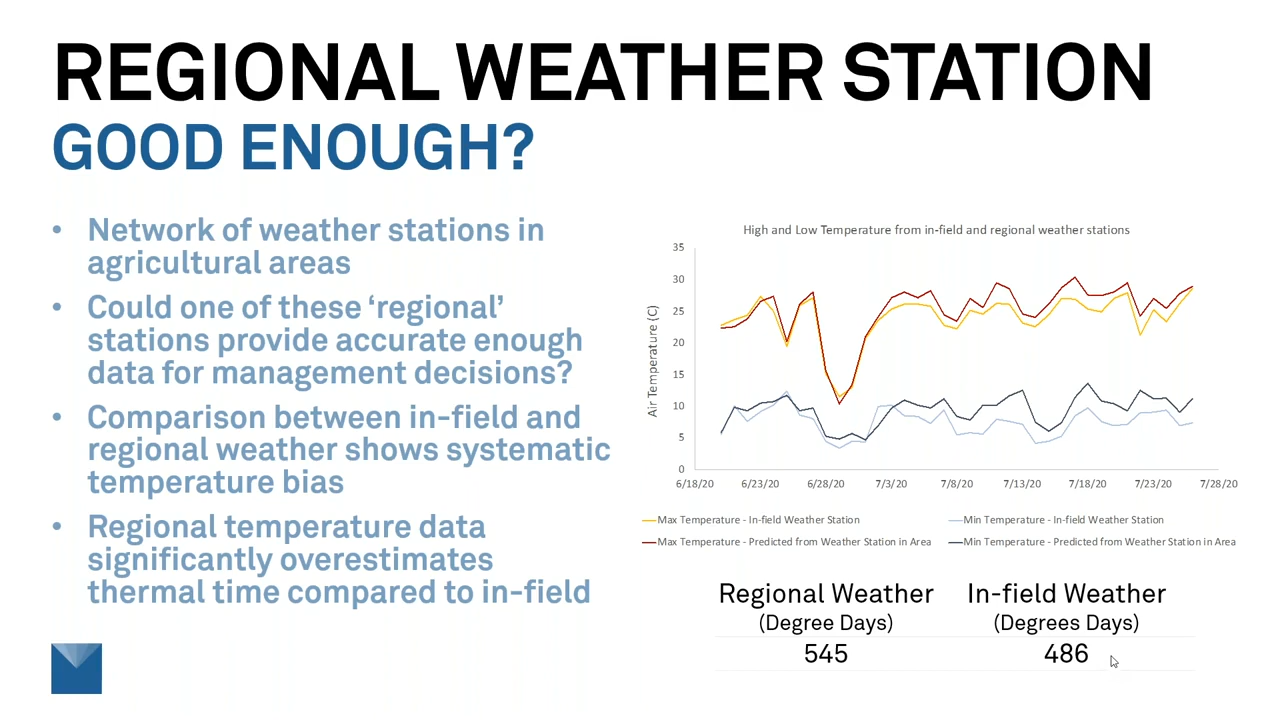 REGIONAL WEATHER STATION
GOOD ENOUGH?
• Network of weather stations in
agricultural areas
• Could one of these ‘regional’
stations provide accurate enough
data for management decisions?
• Comparison between in-field and
regional weather shows systematic
temperature bias
• Regional temperature data
significantly overestimates
thermal time compared to in-field
High and Low Temperature from in-field and regional weather stations
Air Temperature (C)
35
30
25
20
15
10
5
0
6/18/20 6/23/20 6/28/20 7/3/20 7/8/20 7/13/20 7/18/20 7/23/20 7/28/20
Max Temperature - In-field Weather Station
Min Temperature - In-field Weather Station
Max Temperature - Predicted from Weather Station in Area
Min Temperature - Predicted from Weather Station in Area
Regional Weather In-field Weather
(Degree Days) (Degrees Days)
545 486